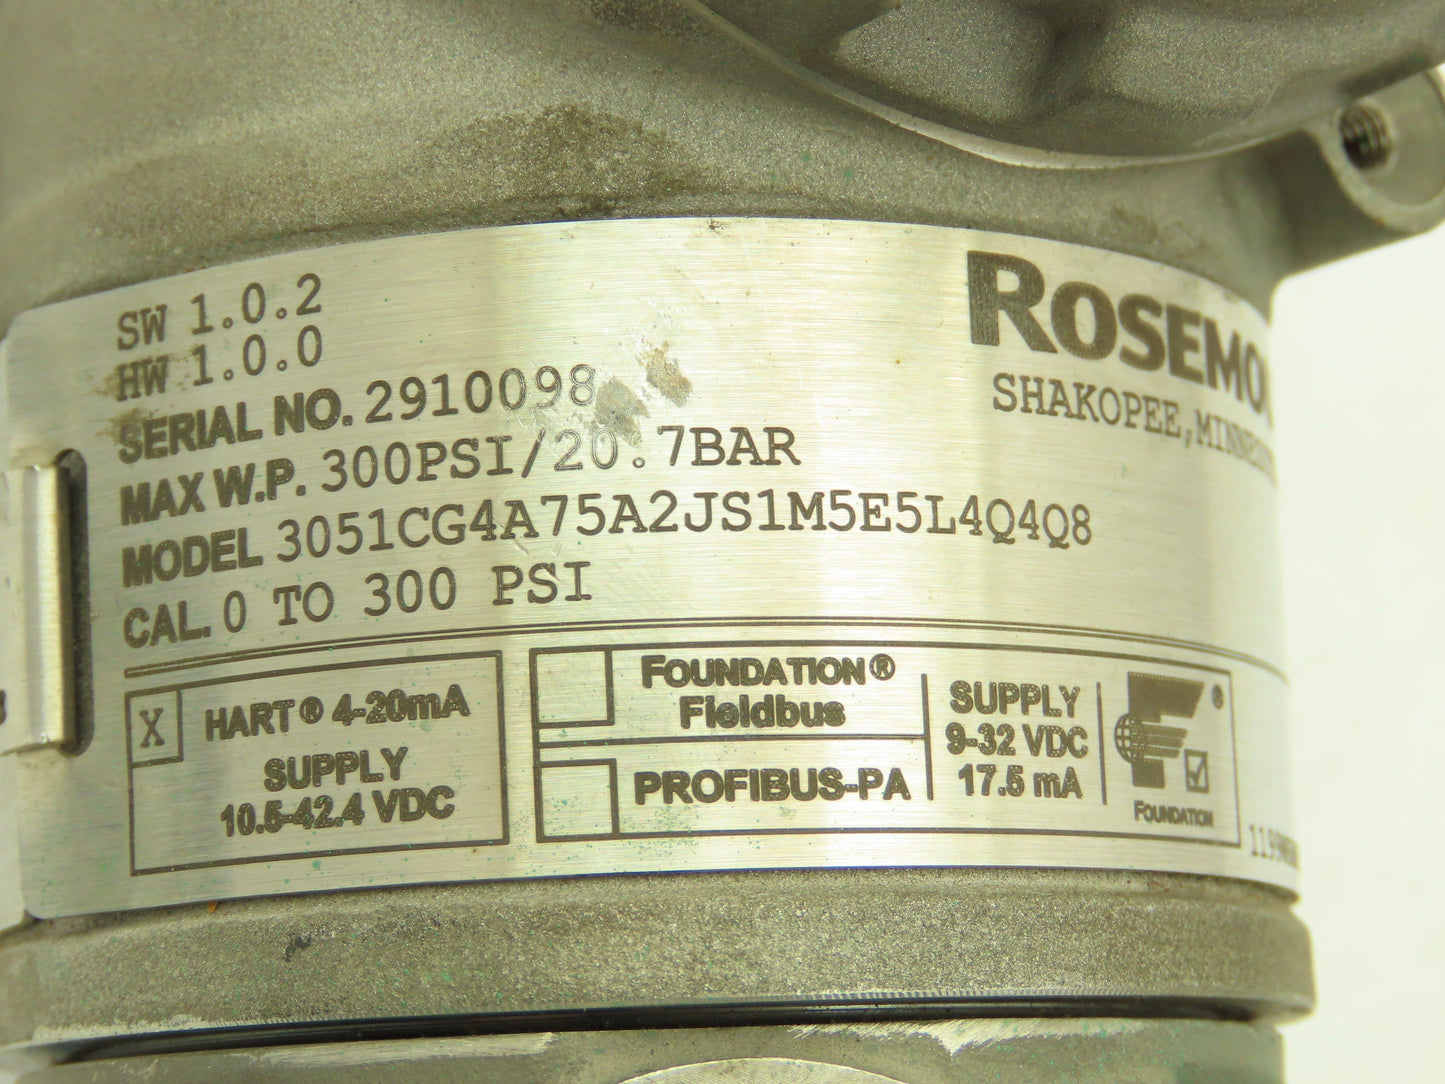 SW 1.0.2
HW 1.0.0
SERIAL NO. 2910098
MAX W.P. 300PSI/20.7BAR
MODEL 3051CG4A75A2JS1M5E5L4Q4Q8
CAL. 0 TO 300 PSI
ROSEMOU
SHAKOPEE,
X HART® 4-20mA
SUPPLY
10.5-42.4 VDC
FOUNDATION®
Fieldbus
PROFIBUS-PA
SUPPLY
9-32 VDC
17.5 mA
®
FOUNDATION